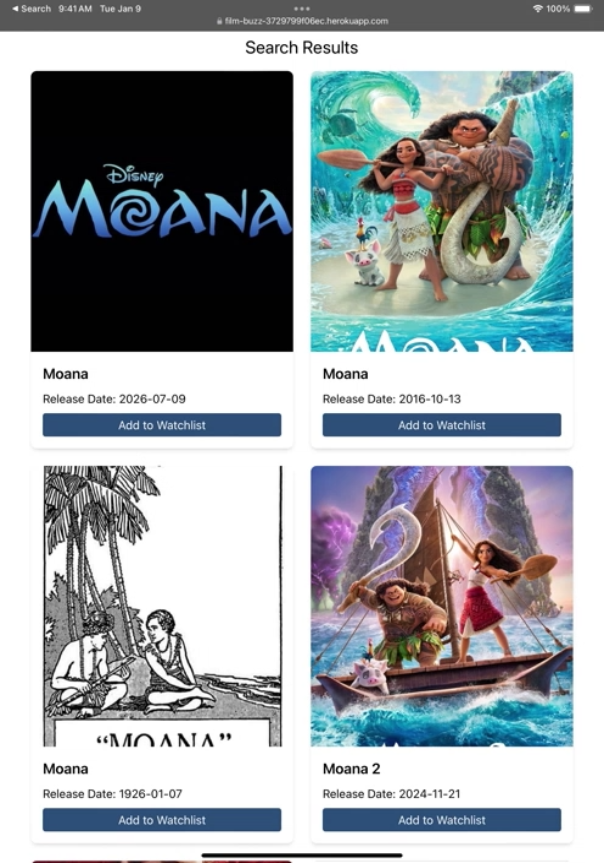 Search 9:41 AM Tue Jan 9 100%
film-buzz-3729799f06ec.herokuapp.com
Search Results
Disney
MOANA
MOANA
Moana
Release Date: 2026-07-09
Add to Watchlist
Moana
Release Date: 2016-10-13
Add to Watchlist
"MOANA"
Moana
Release Date: 1926-01-07
Add to Watchlist
Moana 2
Release Date: 2024-11-21
Add to Watchlist